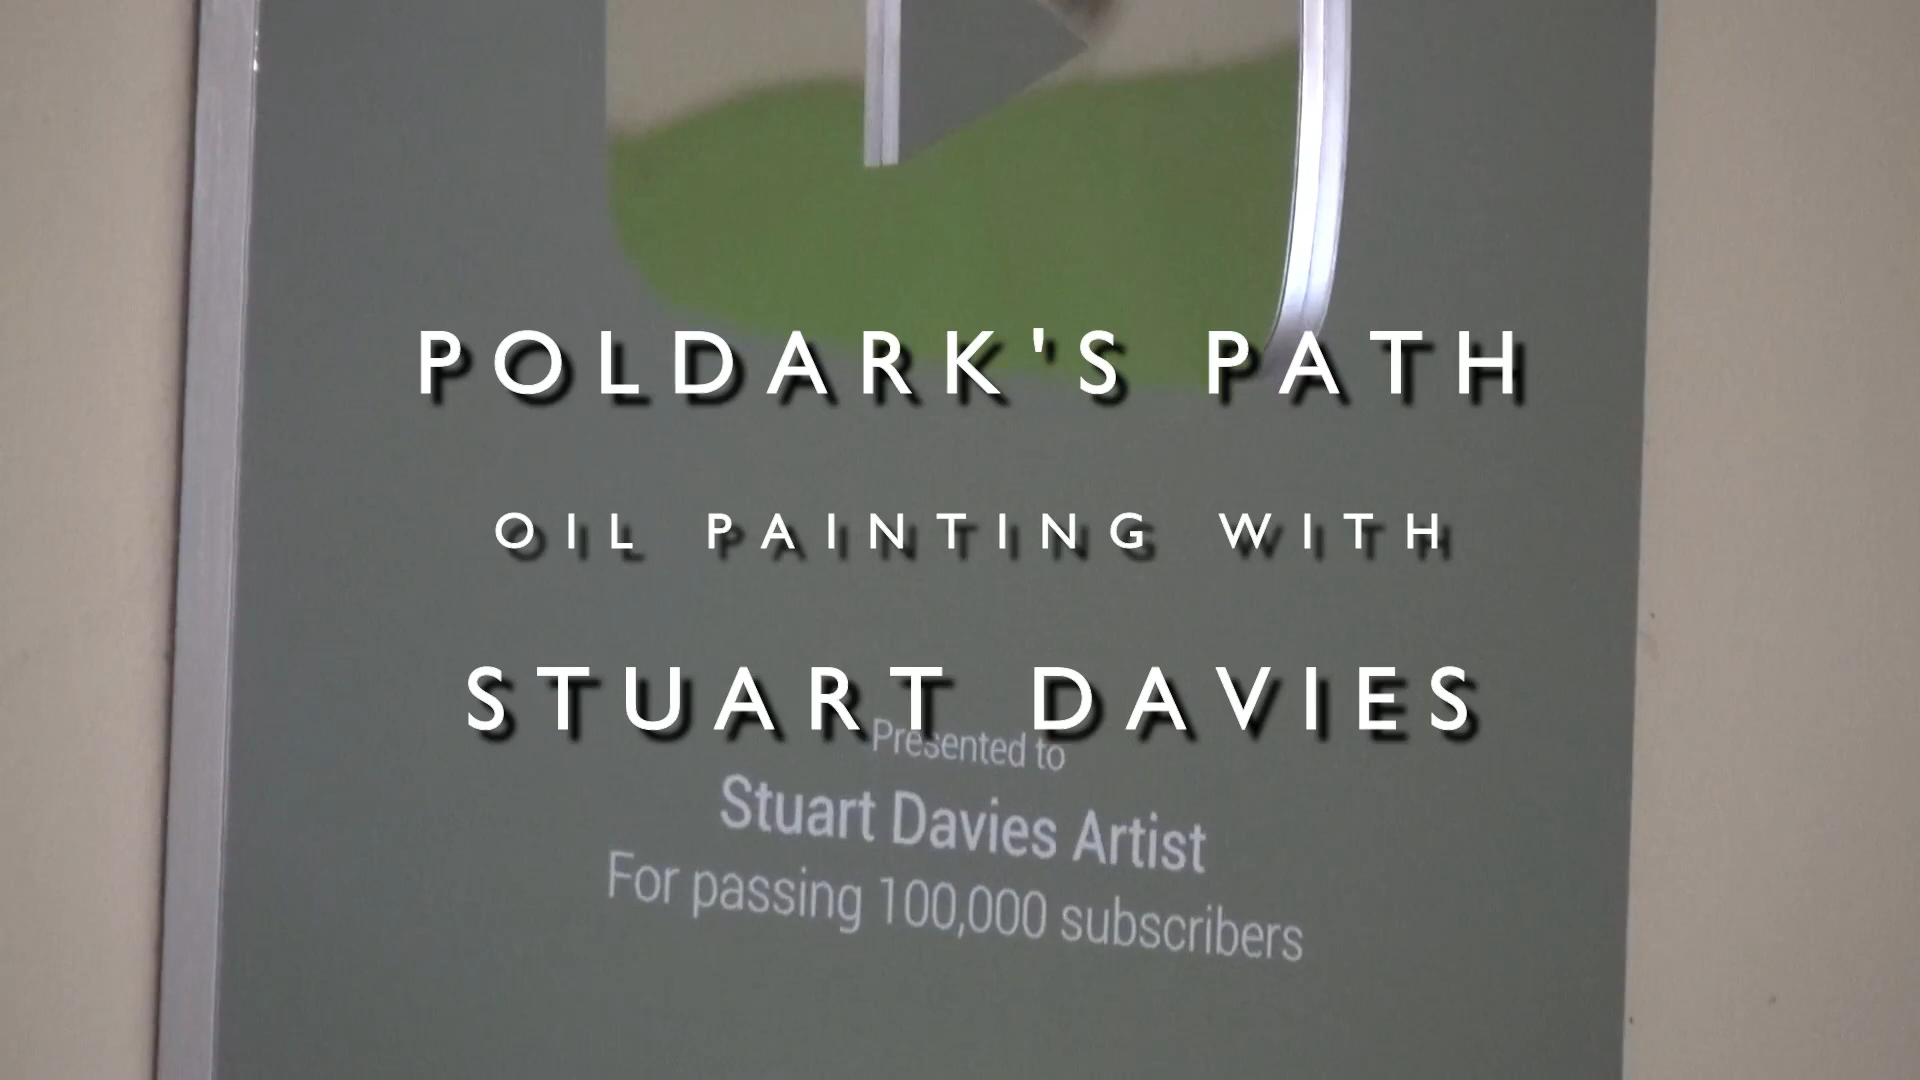 POLDARK'S PATH
OIL PAINTING WITH
STUART DAVIES
Presented to
Stuart Davies Artist
For passing 100,000 subscribers